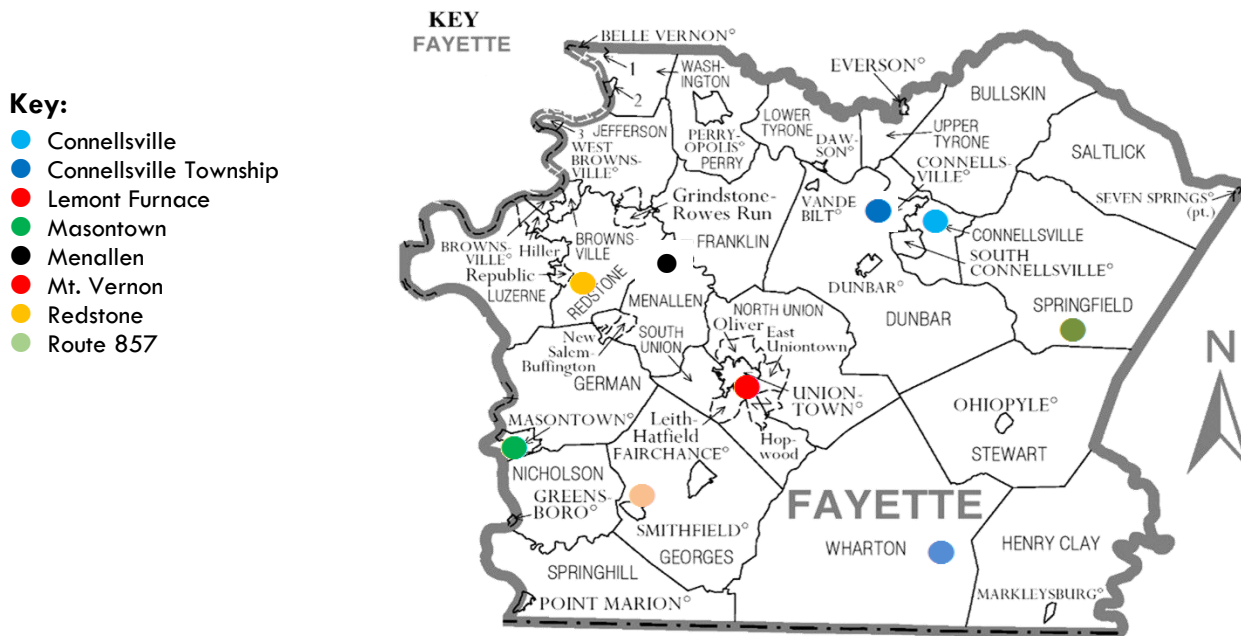 KEY
FAYETTE
Key:
Connellsville
Connellsville Township
Lemont Furnace
Masontown
Menallen
Mt. Vernon
Redstone
Route 857
BELLE VERNON°
1
2
3
WASH-
INGTON
EVERSON°
BULLSKIN
JEFFERSON
PERRY-
OPOLIS°
PERRY
LOWER
TYRONE
DAW-
SON°
UPPER
TYRONE
SALTLICK
WEST
BROWNS-
VILLE°
CONNELLS-
VILLE°
SEVEN SPRINGS°
(pt.)
Grindstone-
Rowes Run
VANDE
BILT°
FRANKLIN
CONNELLSVILLE
BROWNS-
VILLE°
Hiller
BROWNS-
VILLE
SOUTH
CONNELLSVILLE°
Republic
LUZERNE
REDSTONE
MENALLEN
DUNBAR°
DUNBAR
SPRINGFIELD
NORTH UNION
Oliver
East
Uniontown
SOUTH
UNION
New
Salem-
Buffington
GERMAN
N
UNION-
TOWN°
OHIOPYLE°
MASONTOWN°
Leith-
Hatfield
Hop-
wood
FAIRCHANCE°
STEWART
NICHOLSON
GREENS-
BORO°
FAYETTE
SMITHFIELD°
GEORGES
WHARTON
HENRY CLAY
SPRINGHILL
POINT MARION°
MARKLEYSBURG°